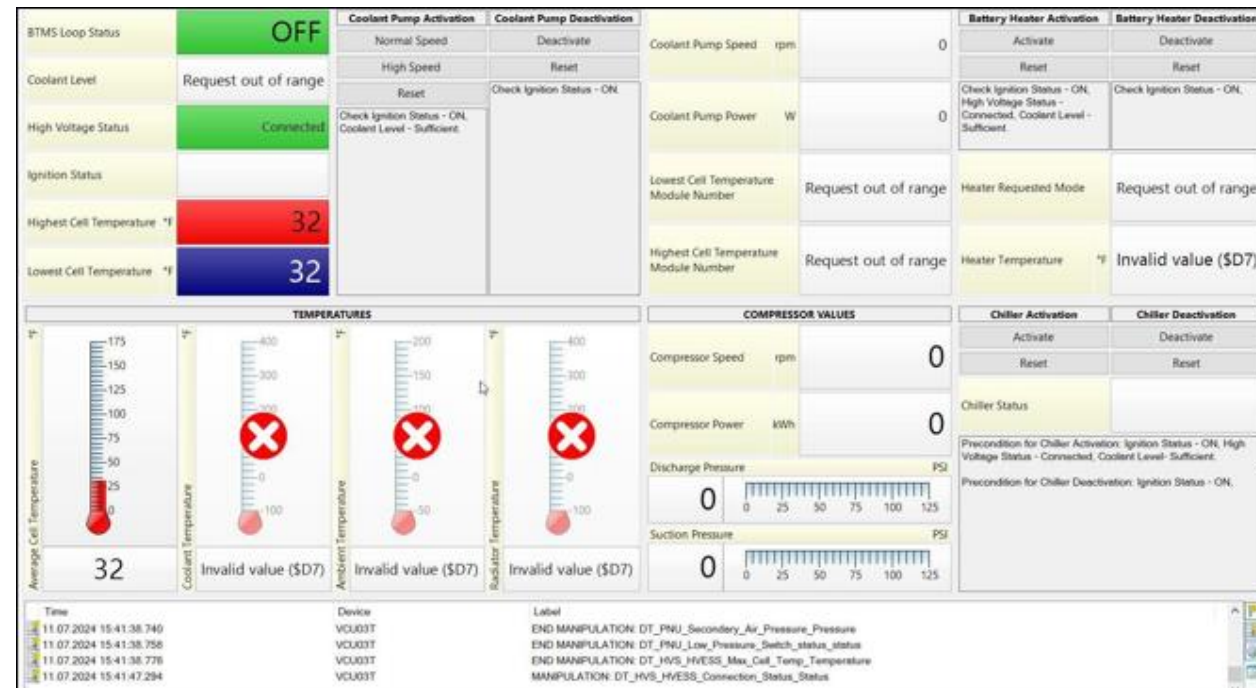 BTMS Loop Status
OFF
Coolant Level
Request out of range
High Voltage Status
Connected
Ignition Status
Highest Cell Temperature °F
32
Lowest Cell Temperature °F
32
Coolant Pump Activation
Normal Speed
High Speed
Reset
Check Ignition Status - ON,
Coolant Level - Sufficient.
Coolant Pump Deactivation
Deactivate
Reset
Check Ignition Status - ON.
Coolant Pump Speed rpm
0
Coolant Pump Power W
0
Lowest Cell Temperature
Module Number
Request out of range
Highest Cell Temperature
Module Number
Request out of range
Battery Heater Activation
Activate
Reset
Check Ignition Status - ON,
High Voltage Status -
Connected, Coolant Level -
Sufficient.
Battery Heater Deactivation
Deactivate
Reset
Check Ignition Status - ON,
Heater Requested Mode
Request out of range
Heater Temperature °F
Invalid value ($D7)
TEMPERATURES
°F
175
150
125
100
75
50
25
0
Average Cell Temperature
32
°F
400
300
200
100
0
-100
Coolant Temperature
Invalid value ($D7)
°F
200
150
100
0
-50
Ambient Temperature
Invalid value ($D7)
°F
400
300
200
100
0
-100
Radiator Temperature
Invalid value ($D7)
COMPRESSOR VALUES
Compressor Speed rpm
0
Compressor Power kWh
0
Discharge Pressure PSI
0
0 25 50 75 100 125
Suction Pressure PSI
0
0 25 50 75 100 125
Chiller Activation
Activate
Reset
Chiller Deactivation
Deactivate
Reset
Chiller Status
Precondition for Chiller Activation: Ignition Status - ON, High
Voltage Status - Connected, Coolant Level- Sufficient.
Precondition for Chiller Deactivation: Ignition Status - ON,
Time Device Label
11.07.2024 15:41:38.740 VCU03T END MANIPULATION: DT_PNU_Secondery_Air_Pressure_Pressure
11.07.2024 15:41:38.758 VCU03T END MANIPULATION: DT_PNU_Low_Pressure_Switch_status_status
11.07.2024 15:41:38.776 VCU03T END MANIPULATION: DT_HVS_HVESS_Max_Cell_Temp_Temperature
11.07.2024 15:41:47.294 VCU03T MANIPULATION: DT_HVS_HVESS_Connection_Status_Status